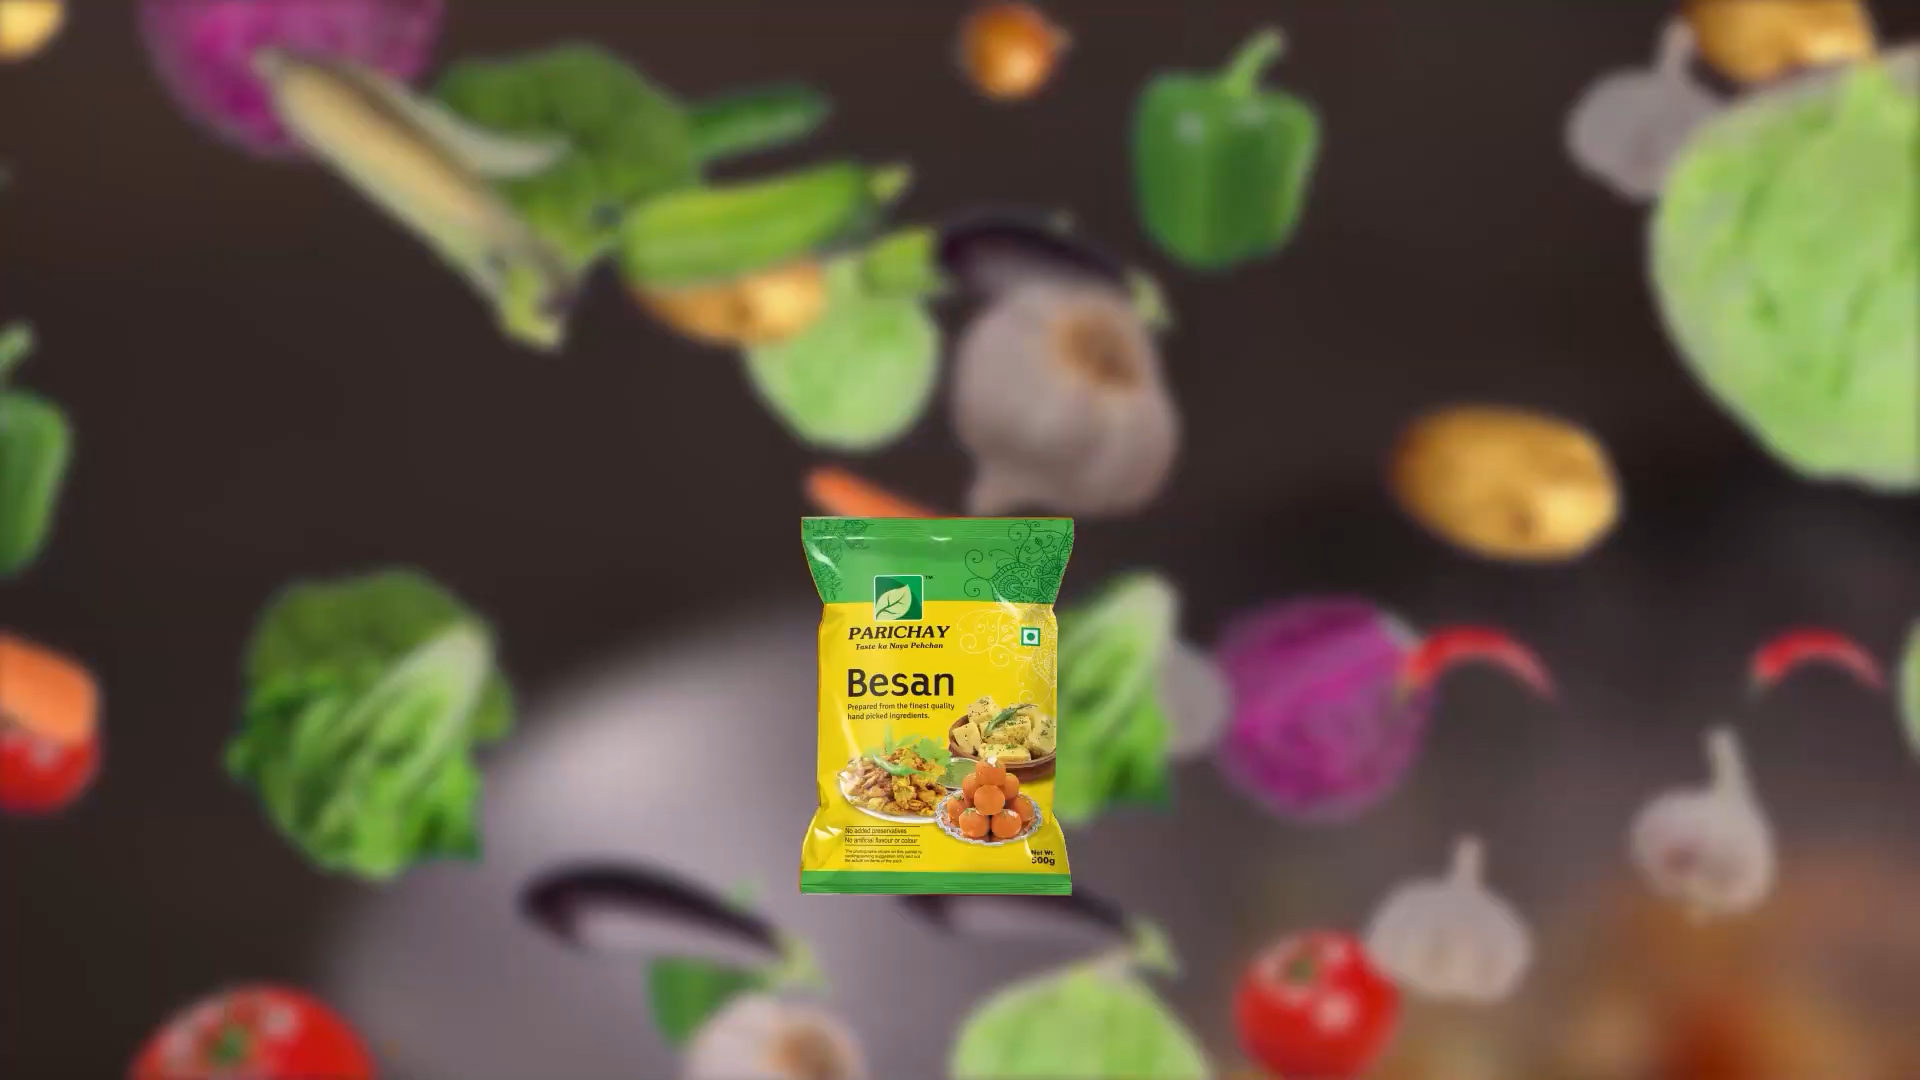 TM
PARICHAY
Taste ka Naya Pehchan
Besan
Prepared from the finest quality
hand picked ingredients.
No added preservatives
No artificial flavour or colour
Net Wt.
500g